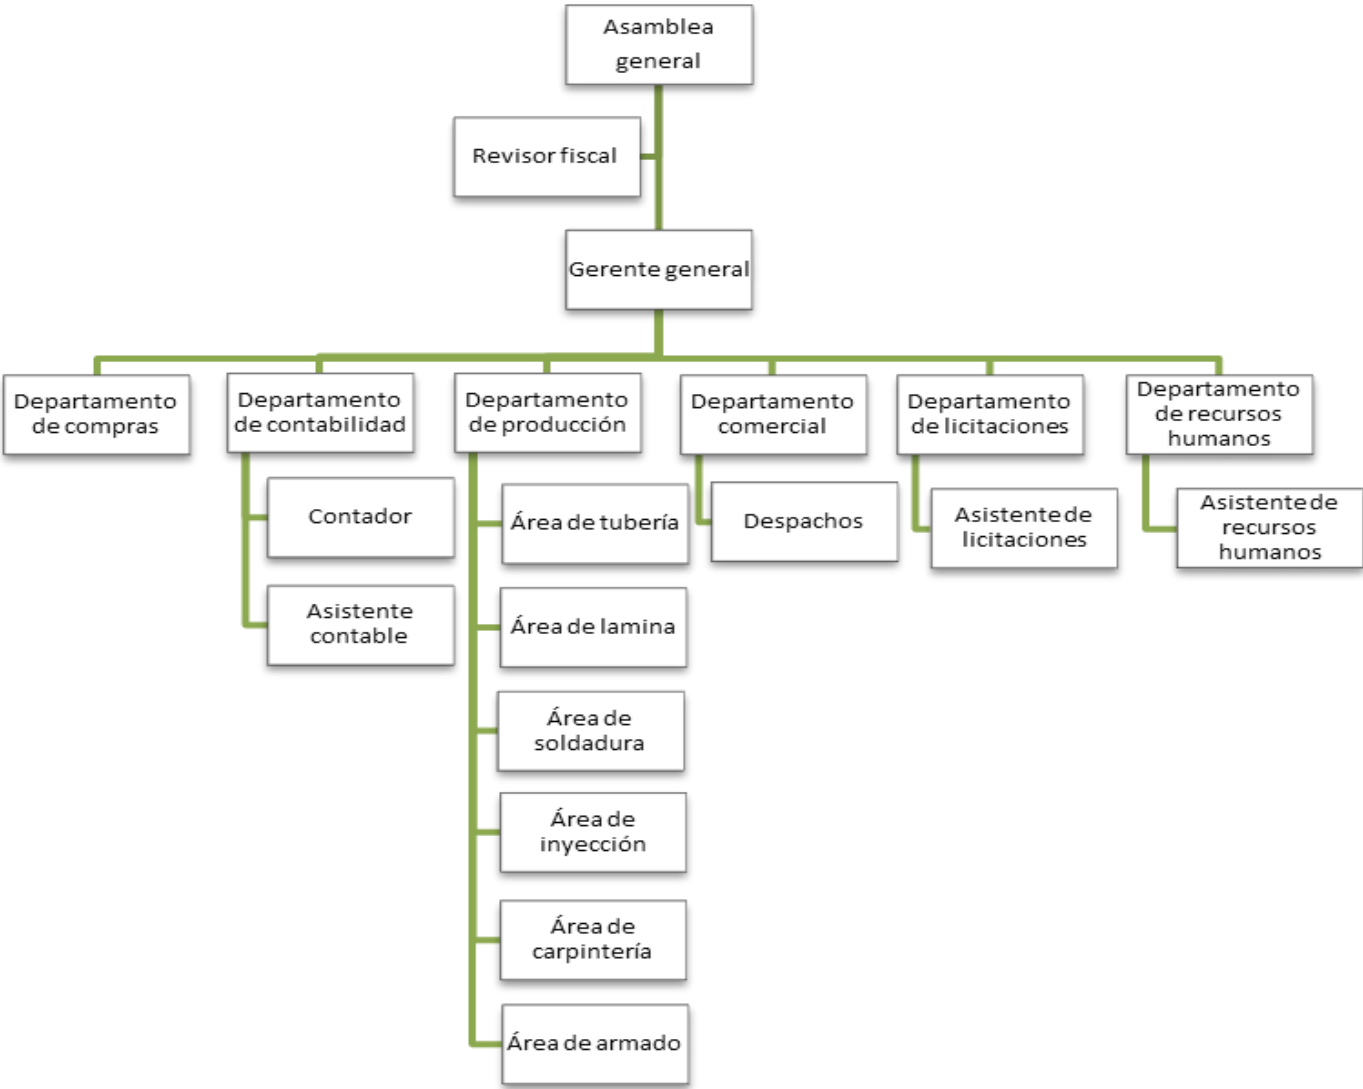 Asamblea
general
Revisor fiscal
Gerente general
Departamento
de compras
Departamento
de contabilidad
Departamento
de producción
Departamento
comercial
Departamento
de licitaciones
Departamento
de recursos
humanos
Contador
Asistente
contable
Área de tubería
Área de lamina
Área de
soldadura
Área de
inyección
Área de
carpintería
Área de armado
Despachos
Asistente de
licitaciones
Asistente de
recursos
humanos